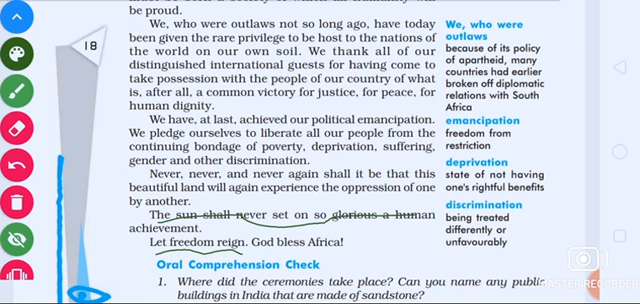 be proud.
We, who were outlaws not so long ago, have today
been given the rare privilege to be host to the nations of
the world on our own soil. We thank all of our
distinguished international guests for having come to
take possession with the people of our country of what
is, after all, a common victory for justice, for peace, for
human dignity.
We have, at last, achieved our political emancipation.
We pledge ourselves to liberate all our people from the
continuing bondage of poverty, deprivation, suffering,
gender and other discrimination.
Never, never, and never again shall it be that this
beautiful land will again experience the oppression of one
by another.
The sun shall never set on so glorious a human
achievement.
Let freedom reign. God bless Africa!
Oral Comprehension Check
1. Where did the ceremonies take place? Can you name any public
buildings in India that are made of sandstone?
18
We, who were
outlaws
because of its policy
of apartheid, many
countries had earlier
broken off diplomatic
relations with South
Africa
emancipation
freedom from
restriction
deprivation
state of not having
one's rightful benefits
discrimination
being treated
differently or
unfavourably
MASTER RECORDER